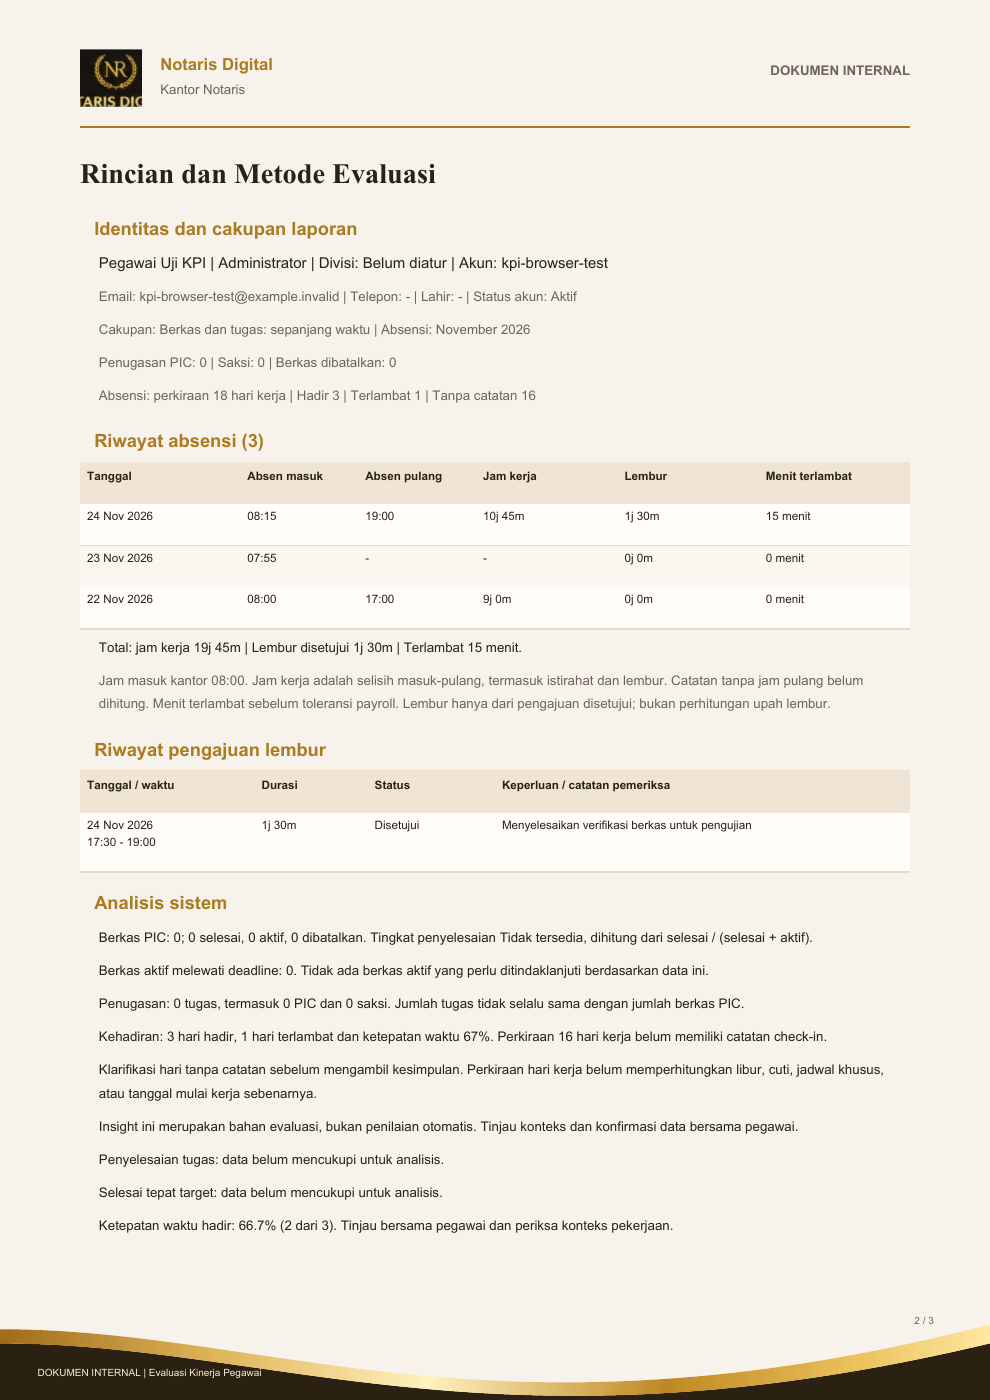 NR
TARIS DIG
Notaris Digital
Kantor Notaris
DOKUMEN INTERNAL
Rincian dan Metode Evaluasi
Identitas dan cakupan laporan
Pegawai Uji KPI | Administrator | Divisi: Belum diatur | Akun: kpi-browser-test
Email: kpi-browser-test@example.invalid | Telepon: - | Lahir: - | Status akun: Aktif
Cakupan: Berkas dan tugas: sepanjang waktu | Absensi: November 2026
Penugasan PIC: 0 | Saksi: 0 | Berkas dibatalkan: 0
Absensi: perkiraan 18 hari kerja | Hadir 3 | Terlambat 1 | Tanpa catatan 16
Riwayat absensi (3)
Tanggal Absen masuk Absen pulang Jam kerja Lembur Menit terlambat
24 Nov 2026 08:15 19:00 10j 45m 1j 30m 15 menit
23 Nov 2026 07:55 - - 0j 0m 0 menit
22 Nov 2026 08:00 17:00 9j 0m 0j 0m 0 menit
Total: jam kerja 19j 45m | Lembur disetujui 1j 30m | Terlambat 15 menit.
Jam masuk kantor 08:00. Jam kerja adalah selisih masuk-pulang, termasuk istirahat dan lembur. Catatan tanpa jam pulang belum
dihitung. Menit terlambat sebelum toleransi payroll. Lembur hanya dari pengajuan disetujui; bukan perhitungan upah lembur.
Riwayat pengajuan lembur
Tanggal / waktu Durasi Status Keperluan / catatan pemeriksa
24 Nov 2026 1j 30m Disetujui Menyelesaikan verifikasi berkas untuk pengujian
17:30 - 19:00
Analisis sistem
Berkas PIC: 0; 0 selesai, 0 aktif, 0 dibatalkan. Tingkat penyelesaian Tidak tersedia, dihitung dari selesai / (selesai + aktif).
Berkas aktif melewati deadline: 0. Tidak ada berkas aktif yang perlu ditindaklanjuti berdasarkan data ini.
Penugasan: 0 tugas, termasuk 0 PIC dan 0 saksi. Jumlah tugas tidak selalu sama dengan jumlah berkas PIC.
Kehadiran: 3 hari hadir, 1 hari terlambat dan ketepatan waktu 67%. Perkiraan 16 hari kerja belum memiliki catatan check-in.
Klarifikasi hari tanpa catatan sebelum mengambil kesimpulan. Perkiraan hari kerja belum memperhitungkan libur, cuti, jadwal khusus,
atau tanggal mulai kerja sebenarnya.
Insight ini merupakan bahan evaluasi, bukan penilaian otomatis. Tinjau konteks dan konfirmasi data bersama pegawai.
Penyelesaian tugas: data belum mencukupi untuk analisis.
Selesai tepat target: data belum mencukupi untuk analisis.
Ketepatan waktu hadir: 66.7% (2 dari 3). Tinjau bersama pegawai dan periksa konteks pekerjaan.
2 / 3
DOKUMEN INTERNAL | Evaluasi Kinerja Pegawai